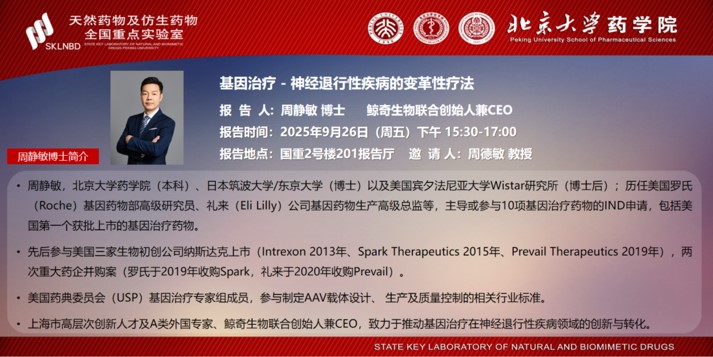 天然药物及仿生药物
全国重点实验室
SKLNBD
STATE KEY LABORATORY OF NATURAL AND BIOMIMETIC DRUGS, PEKING UNIVERSITY
北京大学药学院
Peking University School of Pharmaceutical Sciences
基因治疗 - 神经退行性疾病的变革性疗法
报 告 人：周静敏 博士 鲸奇生物联合创始人兼CEO
报告时间：2025年9月26日（周五）下午 15:30-17:00
报告地点：国重2号楼201报告厅 邀 请 人：周德敏 教授
周静敏博士简介
• 周静敏，北京大学药学院（本科）、日本筑波大学/东京大学（博士）以及美国宾夕法尼亚大学Wistar研究所（博士后）；历任美国罗氏
（Roche）基因药物部高级研究员、礼来（Eli Lilly）公司基因药物生产高级总监等，主导或参与10项基因治疗药物的IND申请，包括美
国第一个获批上市的基因治疗药物。
• 先后参与美国三家生物初创公司纳斯达克上市（Intrexon 2013年、Spark Therapeutics 2015年、Prevail Therapeutics 2019年），两
次重大药企并购案（罗氏于2019年收购Spark，礼来于2020年收购Prevail）。
• 美国药典委员会（USP）基因治疗专家组成员，参与制定AAV载体设计、 生产及质量控制的相关行业标准。
• 上海市高层次创新人才及A类外国专家、鲸奇生物联合创始人兼CEO，致力于推动基因治疗在神经退行性疾病领域的创新与转化。
STATE KEY LABORATORY OF NATURAL AND BIOMIMETIC DRUGS